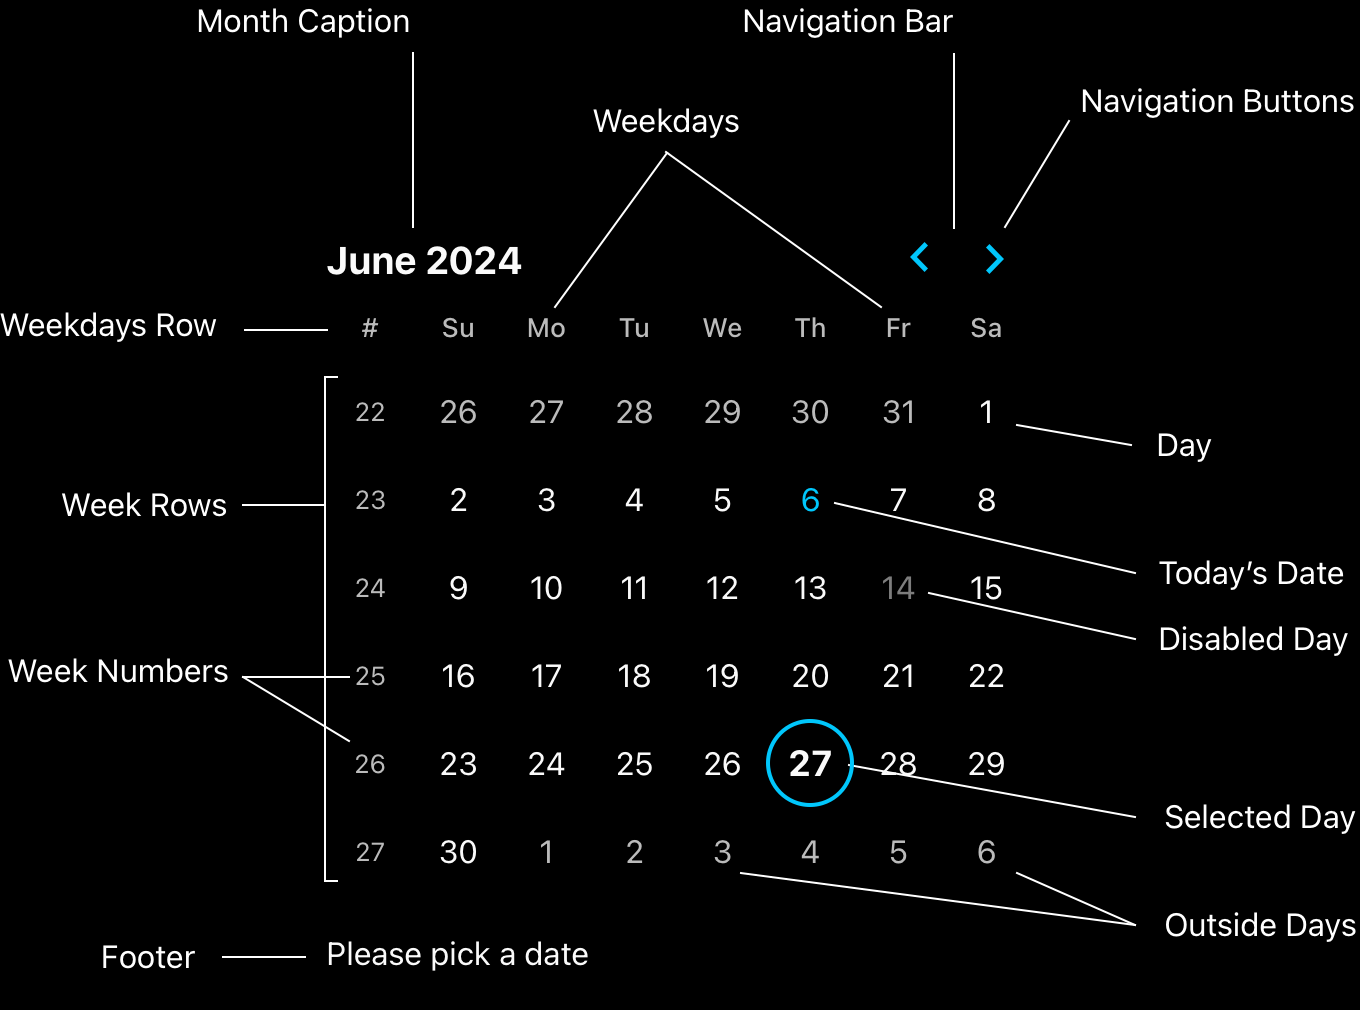 Month Caption
Navigation Bar
Navigation Buttons
Weekdays
June 2024
Weekdays Row
# Su Mo Tu We Th Fr Sa
22 26 27 28 29 30 31 1
Day
Week Rows
23 2 3 4 5 6 7 8
Today’s Date
24 9 10 11 12 13 14 15
Disabled Day
Week Numbers
25 16 17 18 19 20 21 22
26 23 24 25 26 27 28 29
Selected Day
27 30 1 2 3 4 5 6
Outside Days
Footer
Please pick a date